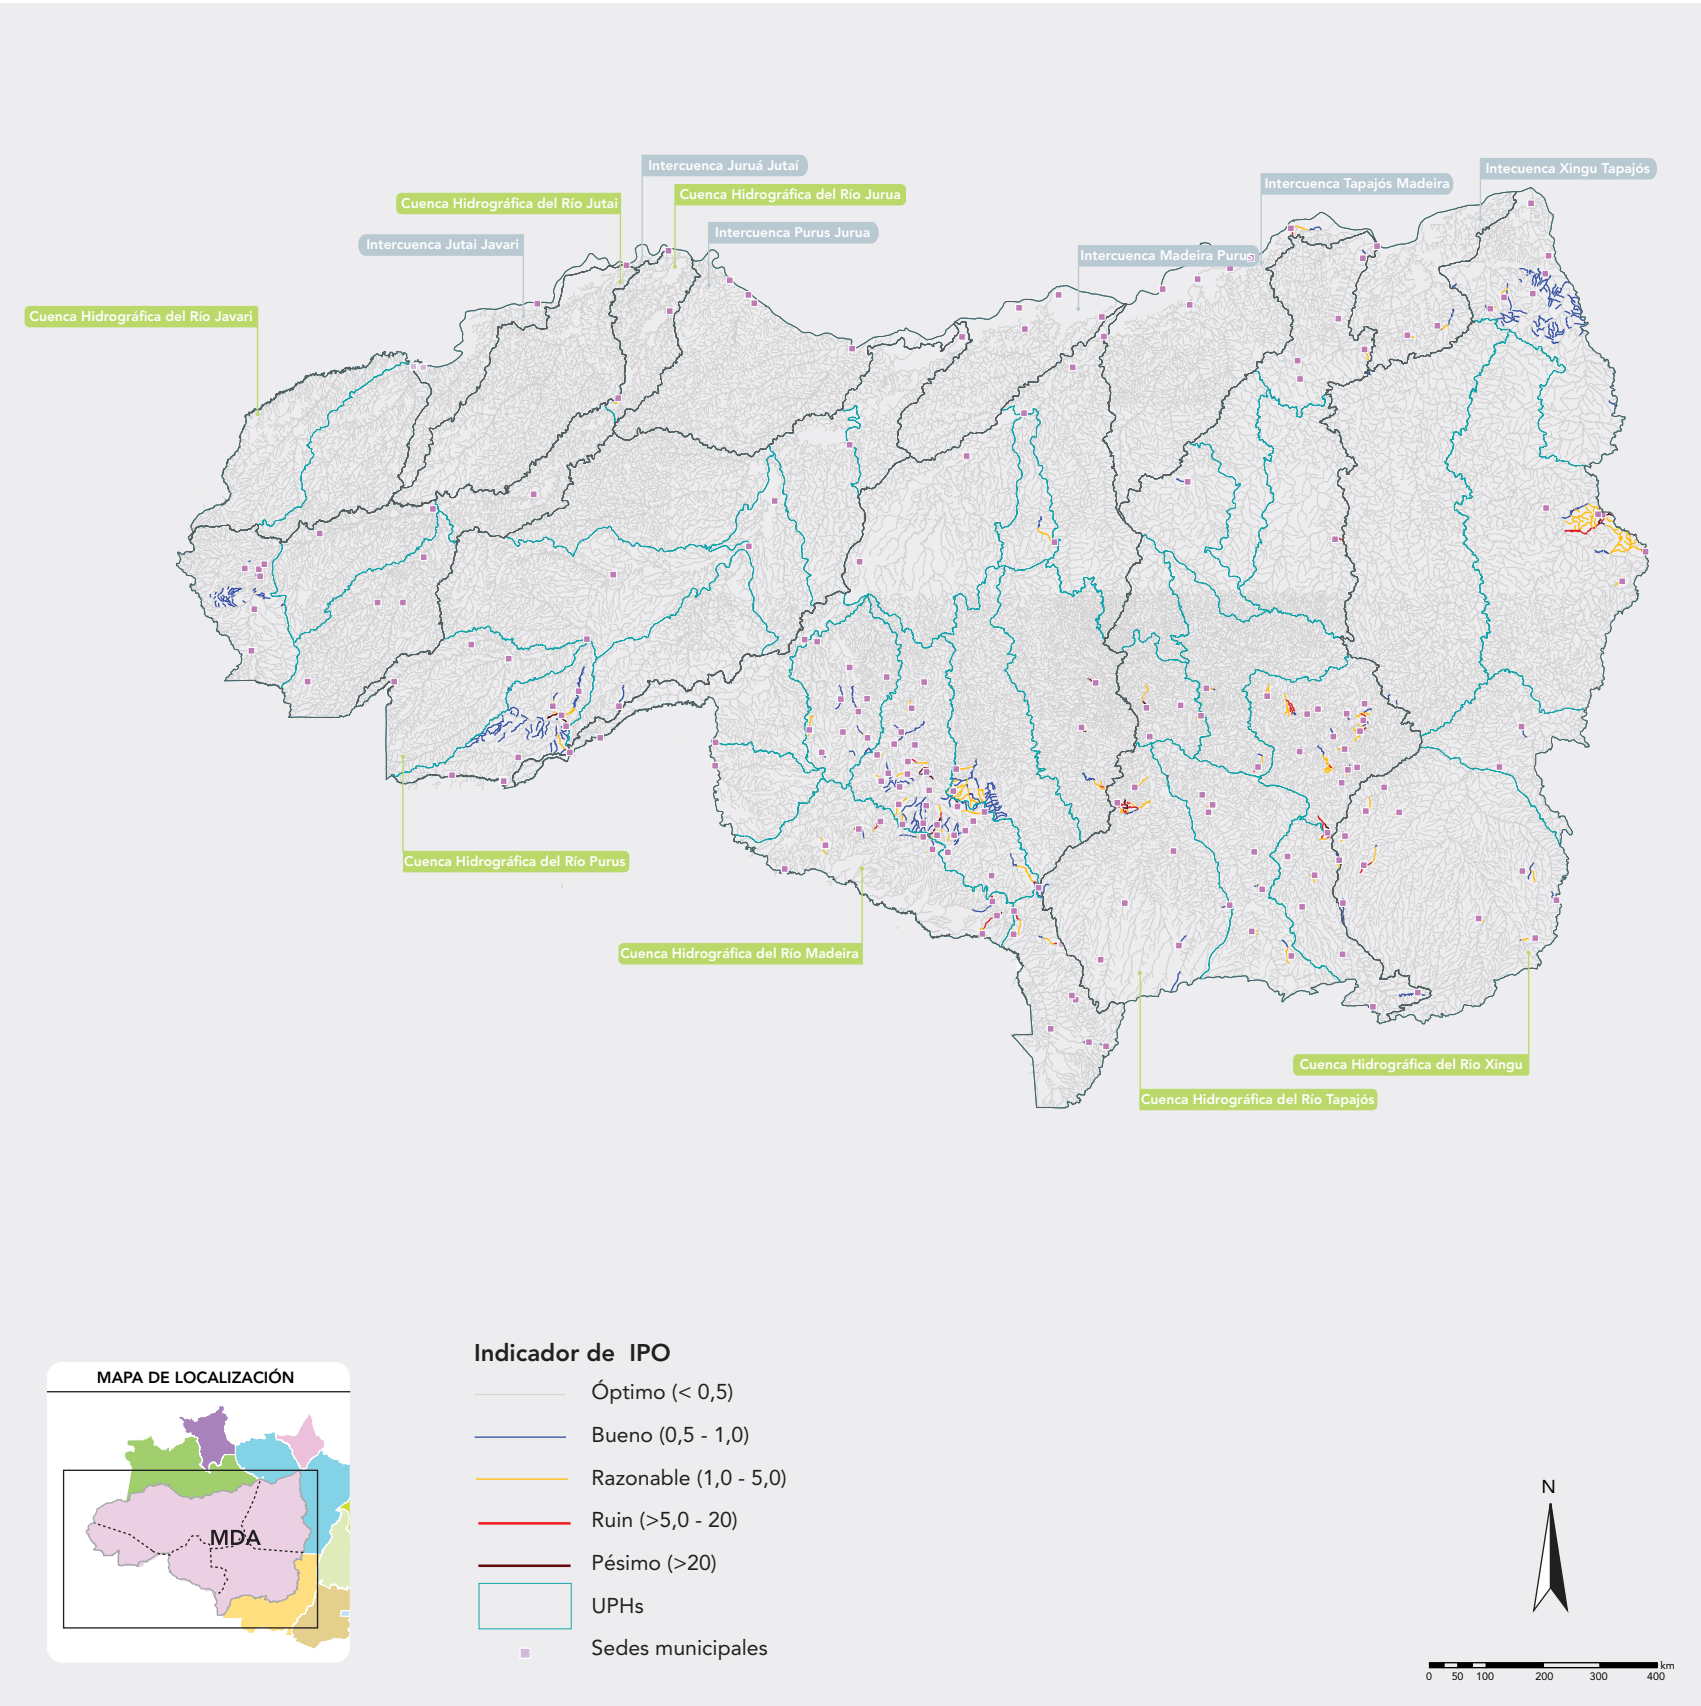 Intercuenca Juruá Jutaí
Intecuenca Xingu Tapajós
Intercuenca Tapajós Madeira
Cuenca Hidrográfica del Río Jurua
Cuenca Hidrográfica del Río Jutai
Intercuenca Purus Jurua
Intercuenca Jutai Javari
Intercuenca Madeira Purus
Cuenca Hidrográfica del Río Javari
Cuenca Hidrográfica del Río Purus
Cuenca Hidrográfica del Río Madeira
Cuenca Hidrográfica del Rio Xingu
Cuenca Hidrográfica del Río Tapajós
MAPA DE LOCALIZACIÓN
MDA
Indicador de IPO
Óptimo (< 0,5)
Bueno (0,5 - 1,0)
Razonable (1,0 - 5,0)
Ruin (>5,0 - 20)
Pésimo (>20)
UPHs
Sedes municipales
N
km
0 50 100 200 300 400